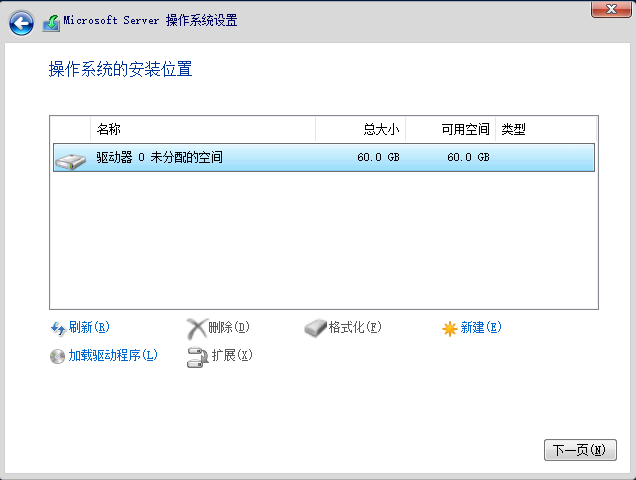 Microsoft Server 操作系统设置
操作系统的安装位置
名称 总大小 可用空间 类型
驱动器 0 未分配的空间 60.0 GB 60.0 GB
刷新(R) 删除(D) 格式化(F) 新建(E)
加载驱动程序(L) 扩展(X)
下一页(N)